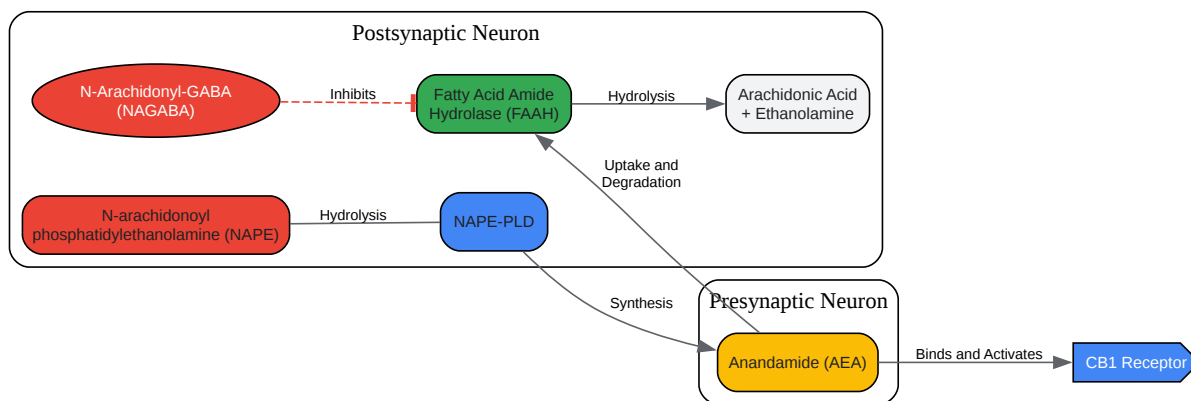 Postsynaptic Neuron
N-Arachidonyl-GABA
(NAGABA)
Inhibits
Fatty Acid Amide
Hydrolase (FAAH)
Hydrolysis
Arachidonic Acid
+ Ethanolamine
Uptake and
Degradation
N-arachidonoyl
phosphatidylethanolamine (NAPE)
Hydrolysis
NAPE-PLD
Synthesis
Presynaptic Neuron
Anandamide (AEA)
Binds and Activates
CB1 Receptor